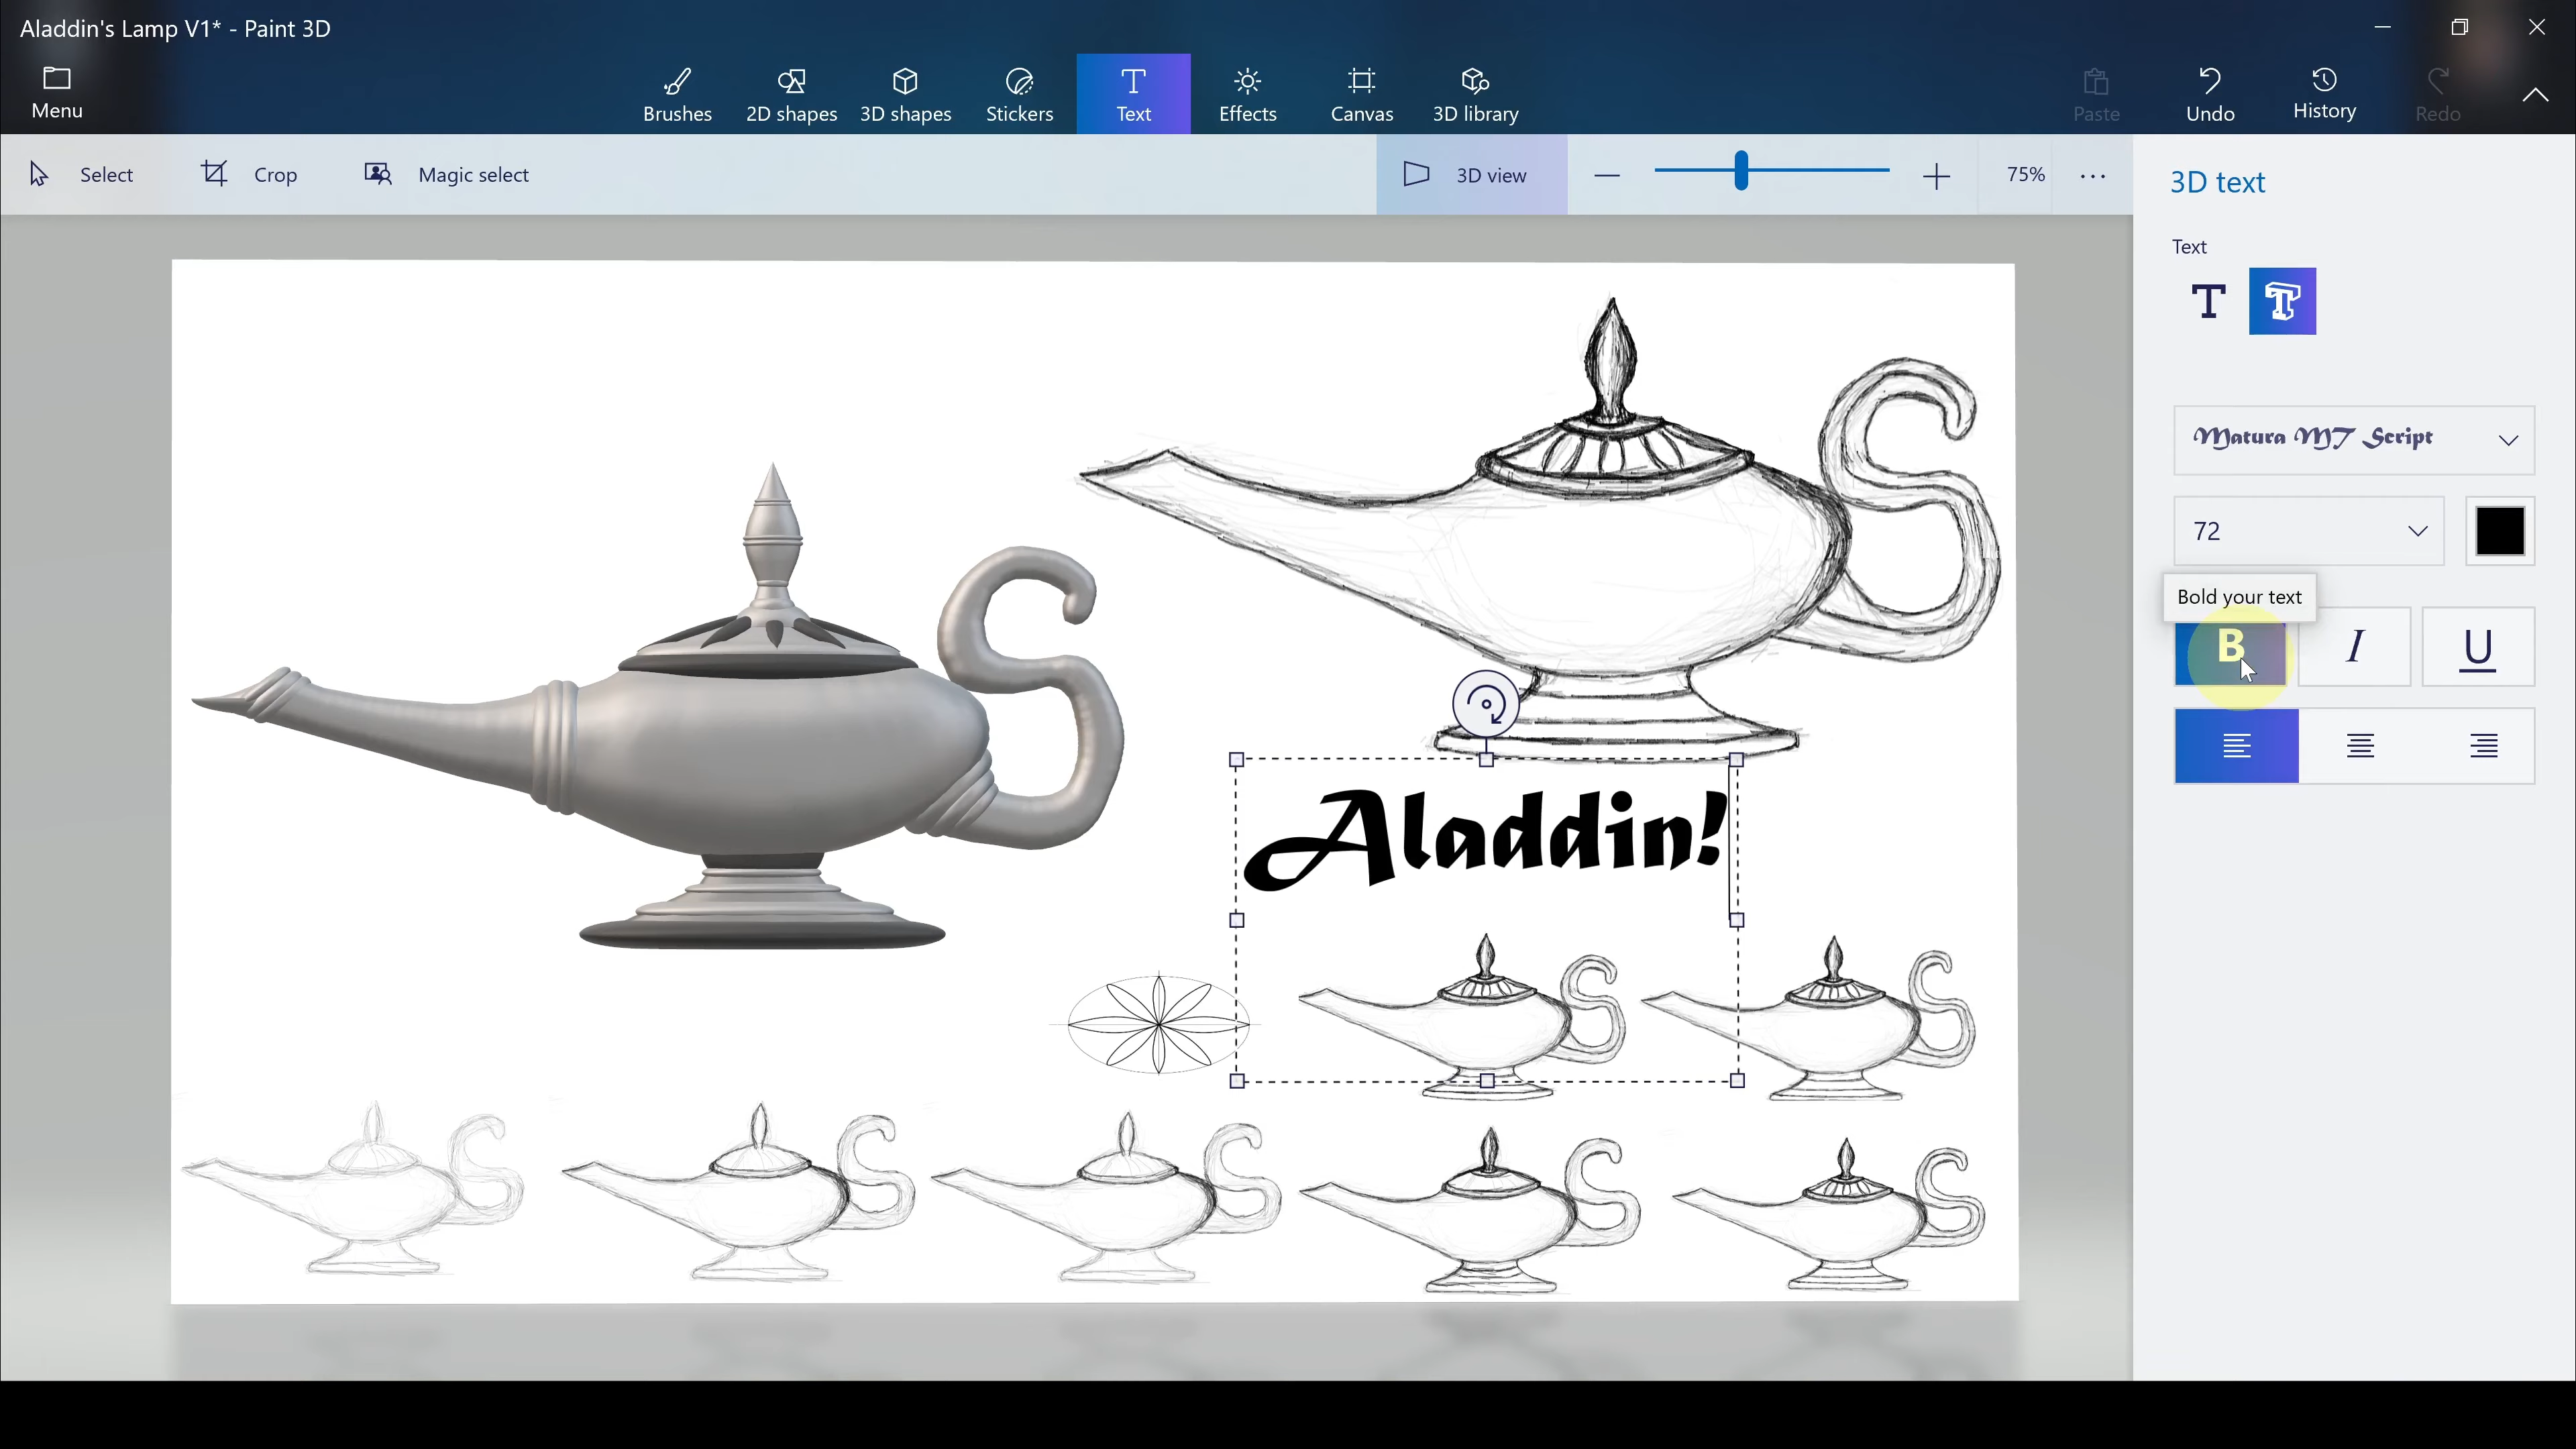 Aladdin's Lamp V1* - Paint 3D
Menu
Brushes
2D shapes
3D shapes
Stickers
Text
Effects
Canvas
3D library
Paste
Undo
History
Redo
Select
Crop
Magic select
3D view
75%
3D text
Text
T
T
Matura MT Script
72
Bold your text
B
I
U
Aladdin!